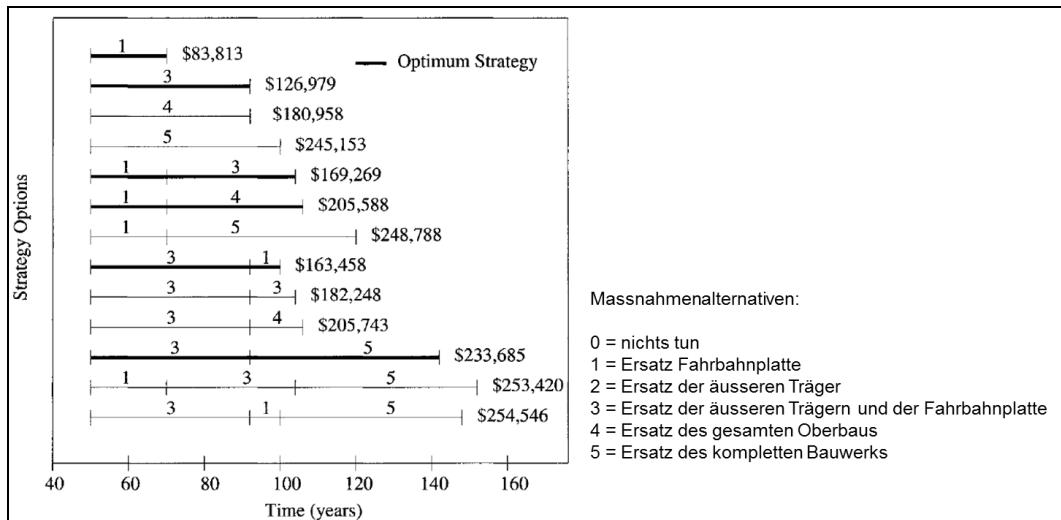 1
$83,813
Optimum Strategy
3
$126,979
4
$180,958
5
$245,153
1 3
$169,269
1 4
$205,588
1 5
$248,788
3 1
$163,458
3 3
$182,248
3 4
$205,743
3 5
$233,685
1 3 5
$253,420
3 1 5
$254,546
Strategy Options
40 60 80 100 120 140 160
Time (years)
Massnahmenalternativen:
0 = nichts tun
1 = Ersatz Fahrbahnplatte
2 = Ersatz der äusseren Träger
3 = Ersatz der äusseren Trägern und der Fahrbahnplatte
4 = Ersatz des gesamten Oberbaus
5 = Ersatz des kompletten Bauwerks